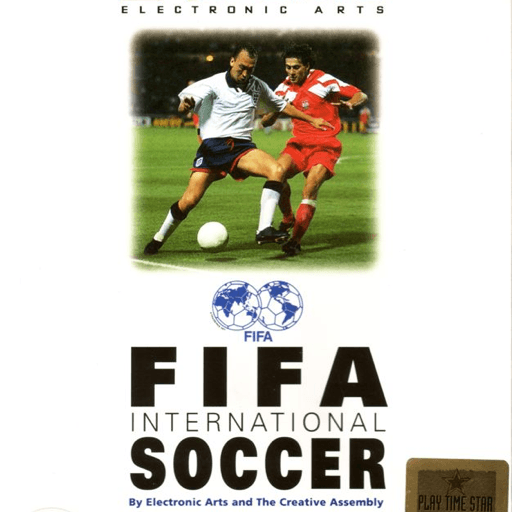 ELECTRONIC ARTS
FIFA
FIFA
INTERNATIONAL
SOCCER
By Electronic Arts and The Creative Assembly
PLAY TIME STAR